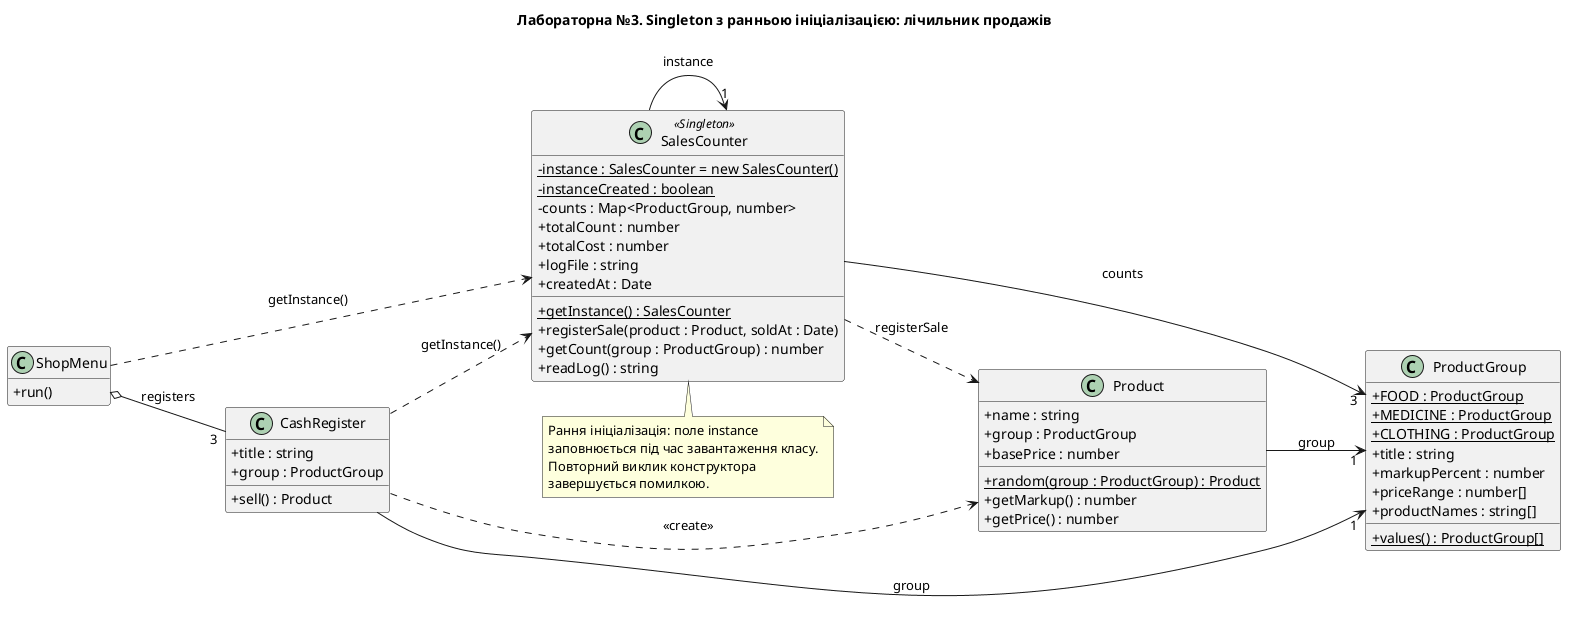 Лабораторна №3. Singleton з ранньою ініціалізацією: лічильник продажів
instance
1
C
«Singleton»
SalesCounter
-instance : SalesCounter = new SalesCounter()
-instanceCreated : boolean
-counts : Map<ProductGroup, number>
+totalCount : number
+totalCost : number
+logFile : string
+createdAt : Date
+getInstance() : SalesCounter
+registerSale(product : Product, soldAt : Date)
+getCount(group : ProductGroup) : number
+readLog() : string
counts
3
getInstance()
getInstance()
registerSale
C ShopMenu
+run()
registers
3
C CashRegister
+title : string
+group : ProductGroup
+sell() : Product
Рання ініціалізація: поле instance
заповнюється під час завантаження класу.
Повторний виклик конструктора
завершується помилкою.
C Product
+name : string
+group : ProductGroup
+basePrice : number
+random(group : ProductGroup) : Product
+getMarkup() : number
+getPrice() : number
group
1
C ProductGroup
+FOOD : ProductGroup
+MEDICINE : ProductGroup
+CLOTHING : ProductGroup
+title : string
+markupPercent : number
+priceRange : number[]
+productNames : string[]
+values() : ProductGroup[]
«create»
1
group